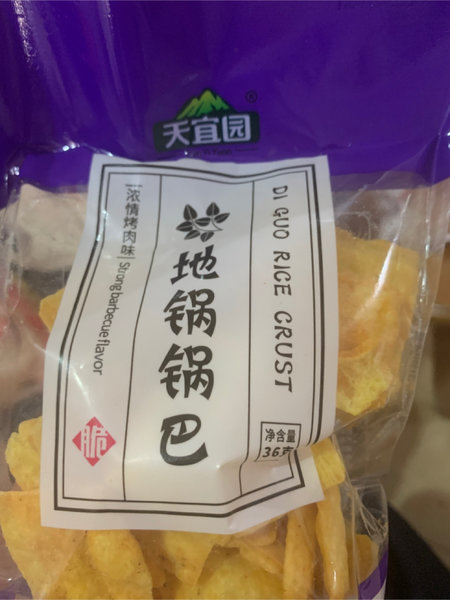 天宜园
®
DI GUO RICE CRUST
地锅锅巴
浓情烤肉味
Strong barbecue flavor
脆
净含量
36克